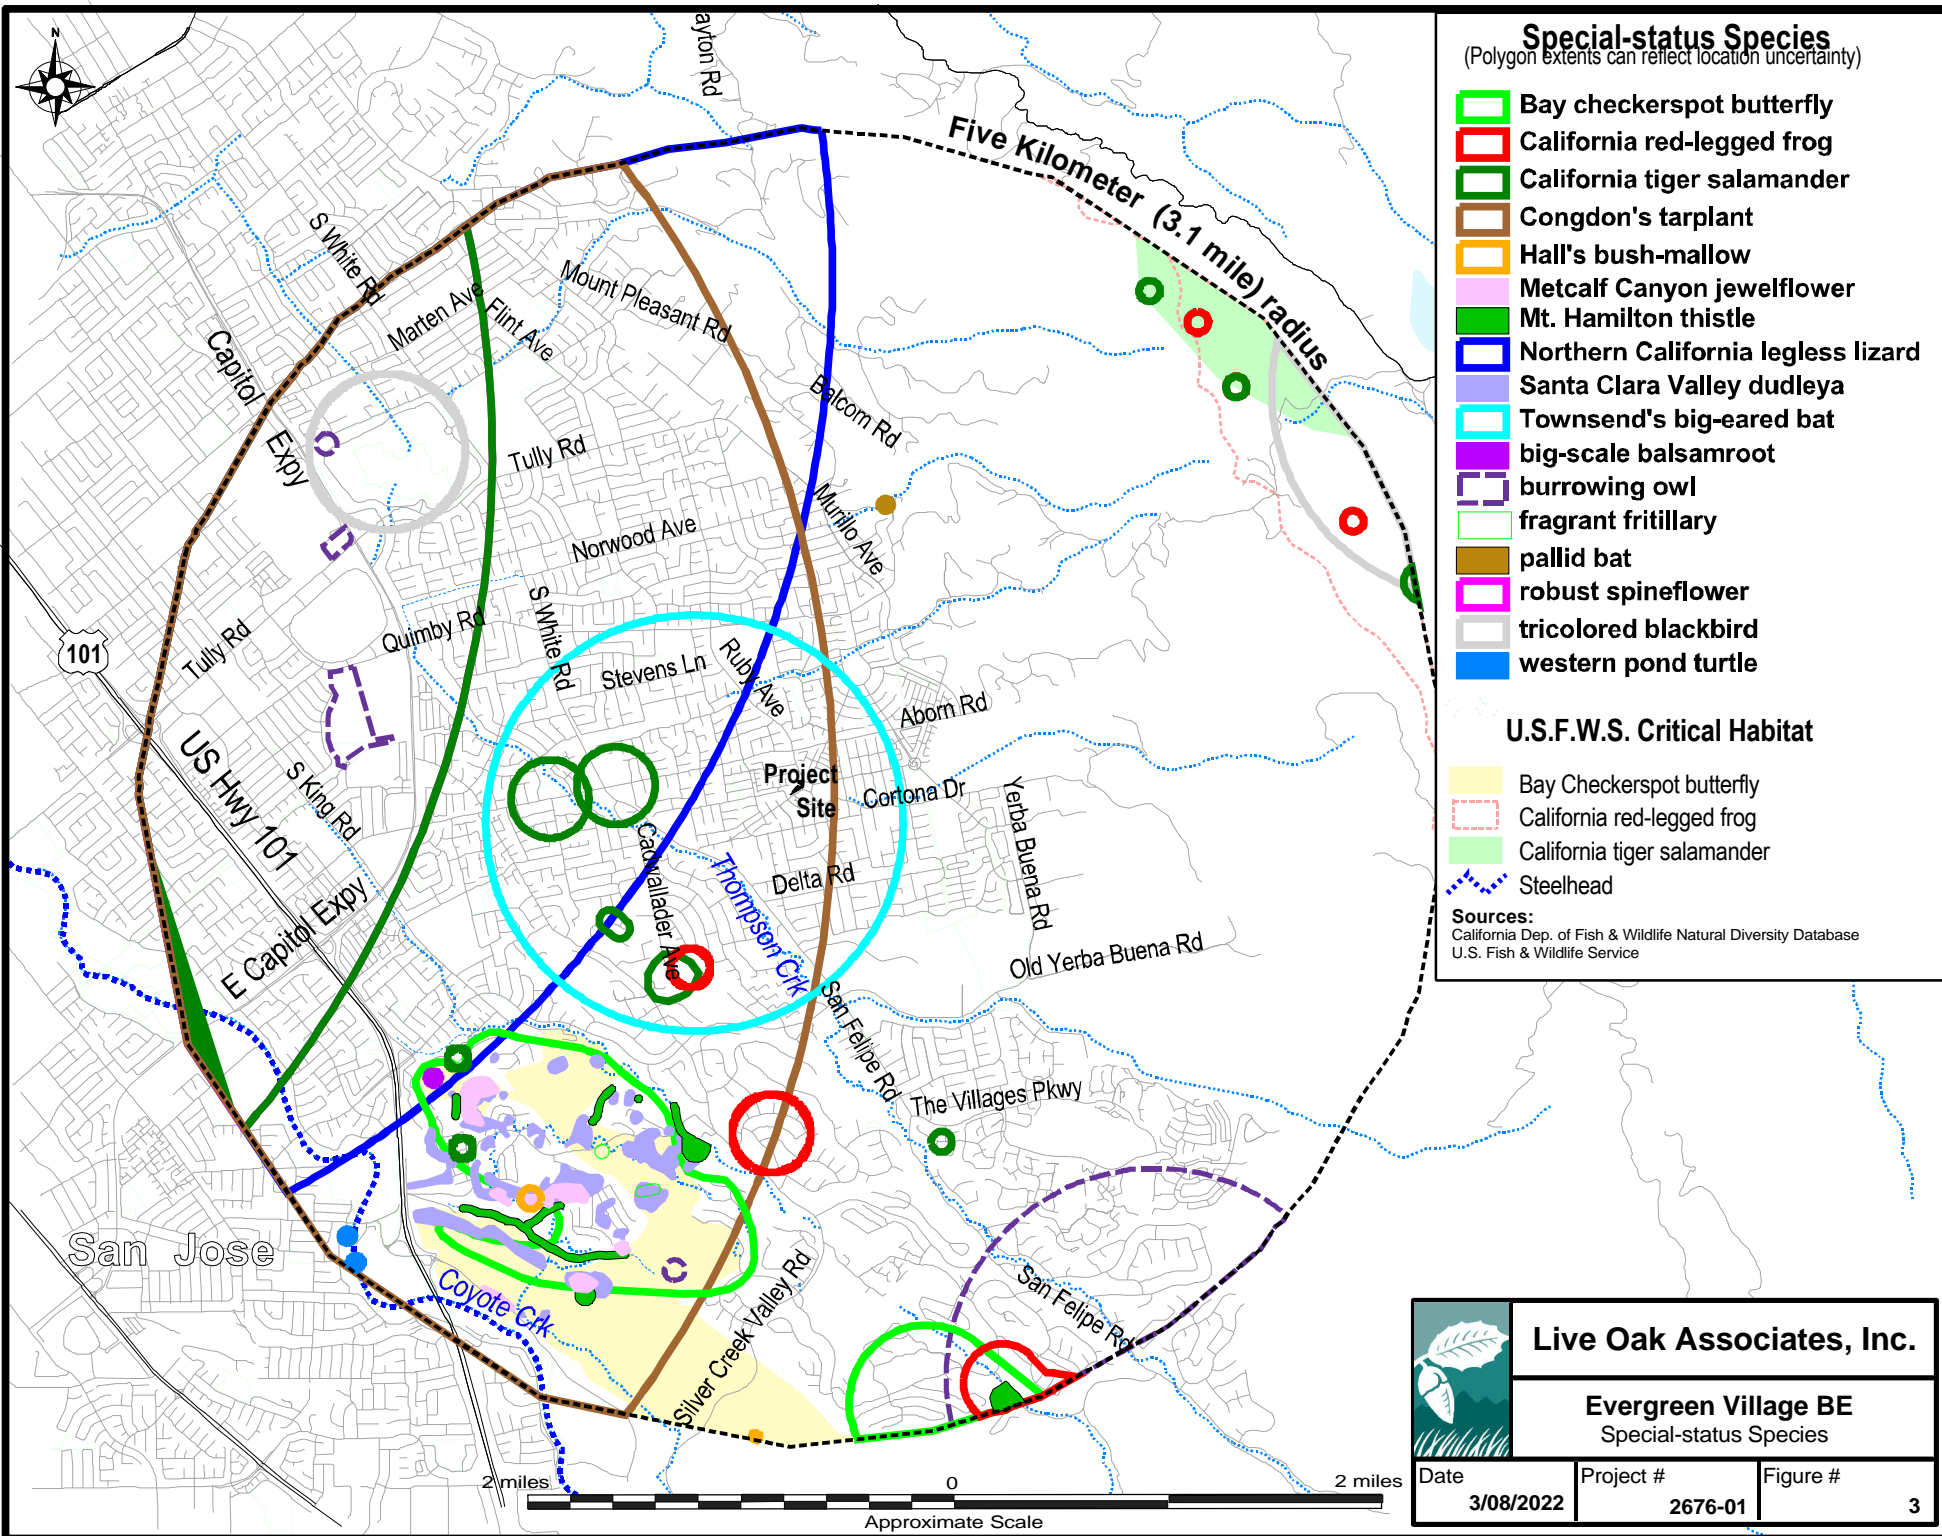 N
ayton Rd
Five Kilometer (3.1 mile) radius
S White Rd
Marten Ave
Flint Ave
Mount Pleasant Rd
Capitol
Expy
Balcom Rd
Tully Rd
Murillo Ave
Norwood Ave
Quimby Rd
S White Rd
Tully Rd
101
Stevens Ln
Ruby Ave
Aborn Rd
US Hwy 101
S King Rd
Project
Site
Cortona Dr
Yerba Buena Rd
Cadwallader Ave
Thompson Crk
Delta Rd
E Capitol Expy
Old Yerba Buena Rd
San Felipe Rd
The Villages Pkwy
San Jose
Coyote Crk
Silver Creek Valley Rd
San Felipe Rd
2 miles
0
2 miles
Approximate Scale
Special-status Species
(Polygon extents can reflect location uncertainty)
Bay checkerspot butterfly
California red-legged frog
California tiger salamander
Congdon's tarplant
Hall's bush-mallow
Metcalf Canyon jewelflower
Mt. Hamilton thistle
Northern California legless lizard
Santa Clara Valley dudleya
Townsend's big-eared bat
big-scale balsamroot
burrowing owl
fragrant fritillary
pallid bat
robust spineflower
tricolored blackbird
western pond turtle
U.S.F.W.S. Critical Habitat
Bay Checkerspot butterfly
California red-legged frog
California tiger salamander
Steelhead
Sources:
California Dep. of Fish & Wildlife Natural Diversity Database
U.S. Fish & Wildlife Service
Live Oak Associates, Inc.
Evergreen Village BE
Special-status Species
Date
3/08/2022
Project #
2676-01
Figure #
3